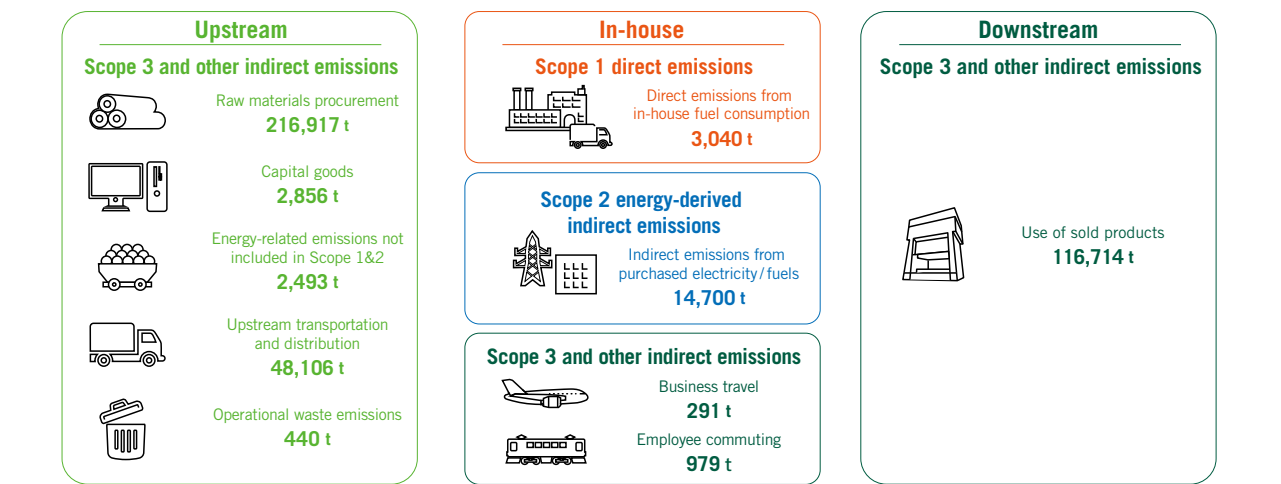 Upstream
Scope 3 and other indirect emissions
Raw materials procurement
216,917 t
Capital goods
2,856 t
Energy-related emissions not
included in Scope 1&2
2,493 t
Upstream transportation
and distribution
48,106 t
Operational waste emissions
440 t
In-house
Scope 1 direct emissions
Direct emissions from
in-house fuel consumption
3,040 t
Scope 2 energy-derived
indirect emissions
Indirect emissions from
purchased electricity/fuels
14,700 t
Scope 3 and other indirect emissions
Business travel
291 t
Employee commuting
979 t
Downstream
Scope 3 and other indirect emissions
Use of sold products
116,714 t